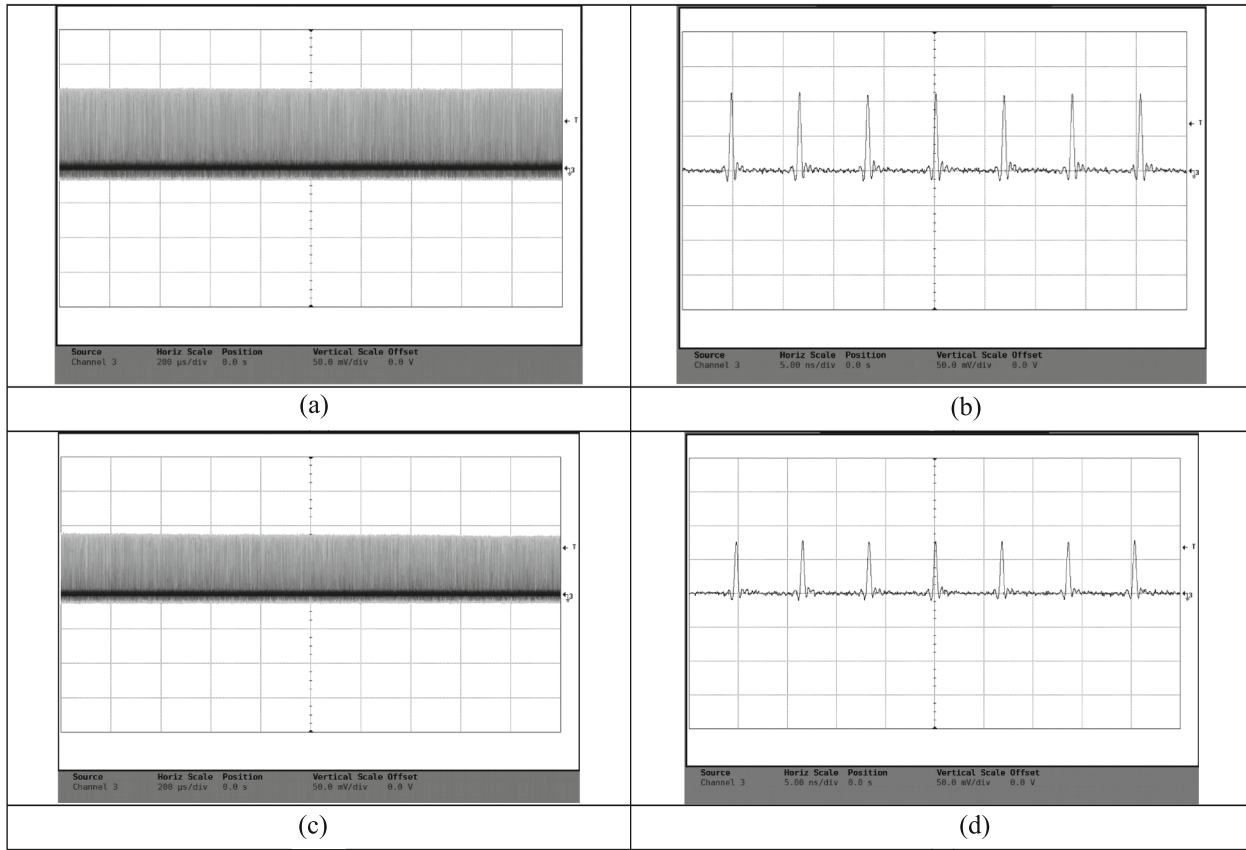 T
3
Source Horiz Scale Position Vertical Scale Offset
Channel 3 200 µs/div 0.0 s 50.0 mV/div 0.0 V
(a)
T
3
Source Horiz Scale Position Vertical Scale Offset
Channel 3 5.00 ns/div 0.0 s 50.0 mV/div 0.0 V
(b)
T
3
Source Horiz Scale Position Vertical Scale Offset
Channel 3 200 µs/div 0.0 s 50.0 mV/div 0.0 V
(c)
T
3
Source Horiz Scale Position Vertical Scale Offset
Channel 3 5.00 ns/div 0.0 s 50.0 mV/div 0.0 V
(d)